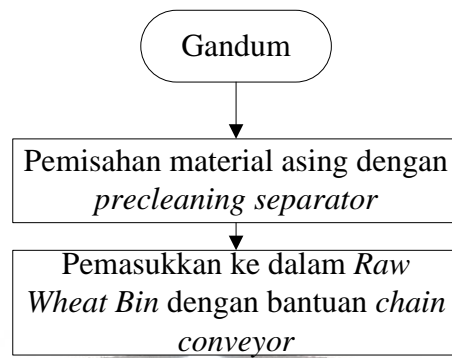 Gandum
Pemisahan material asing dengan
precleaning separator
Pemasukkan ke dalam Raw
Wheat Bin dengan bantuan chain
conveyor